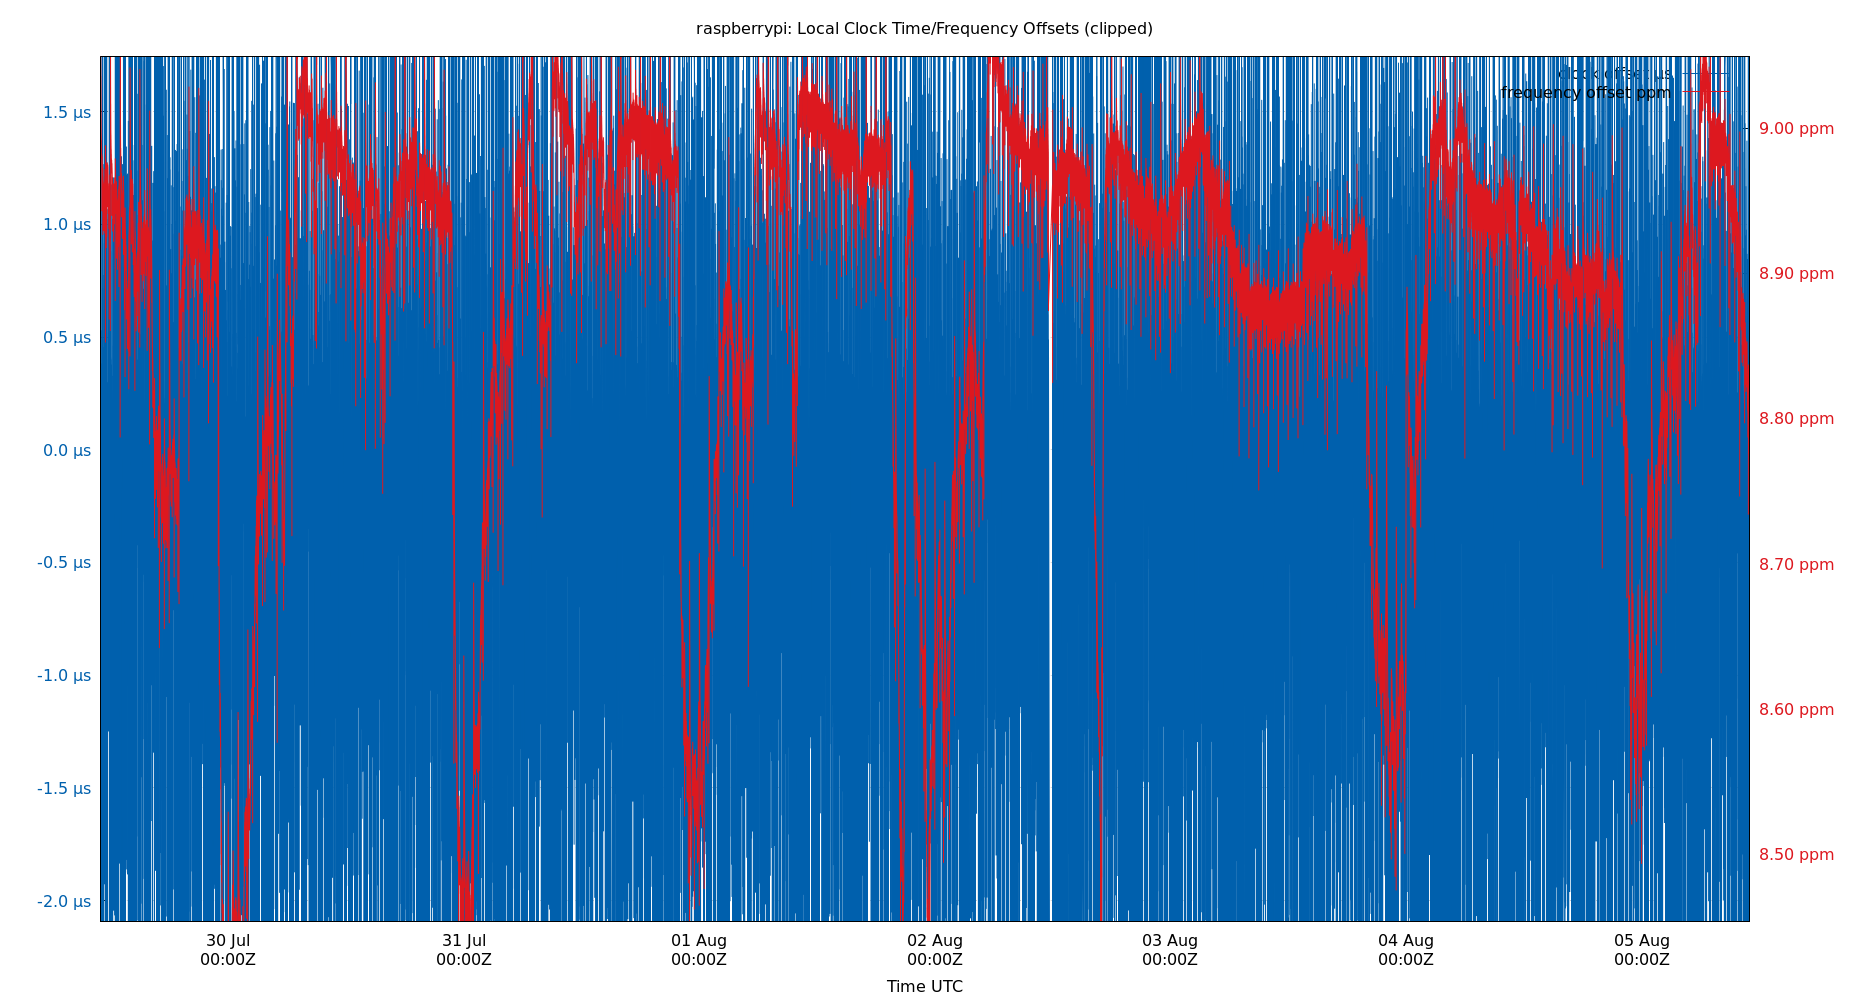 raspberrypi: Local Clock Time/Frequency Offsets (clipped)
clock offset µs
frequency offset ppm
1.5 µs
1.0 µs
0.5 µs
0.0 µs
-0.5 µs
-1.0 µs
-1.5 µs
-2.0 µs
9.00 ppm
8.90 ppm
8.80 ppm
8.70 ppm
8.60 ppm
8.50 ppm
30 Jul 31 Jul 01 Aug 02 Aug 03 Aug 04 Aug 05 Aug
00:00Z 00:00Z 00:00Z 00:00Z 00:00Z 00:00Z 00:00Z
Time UTC